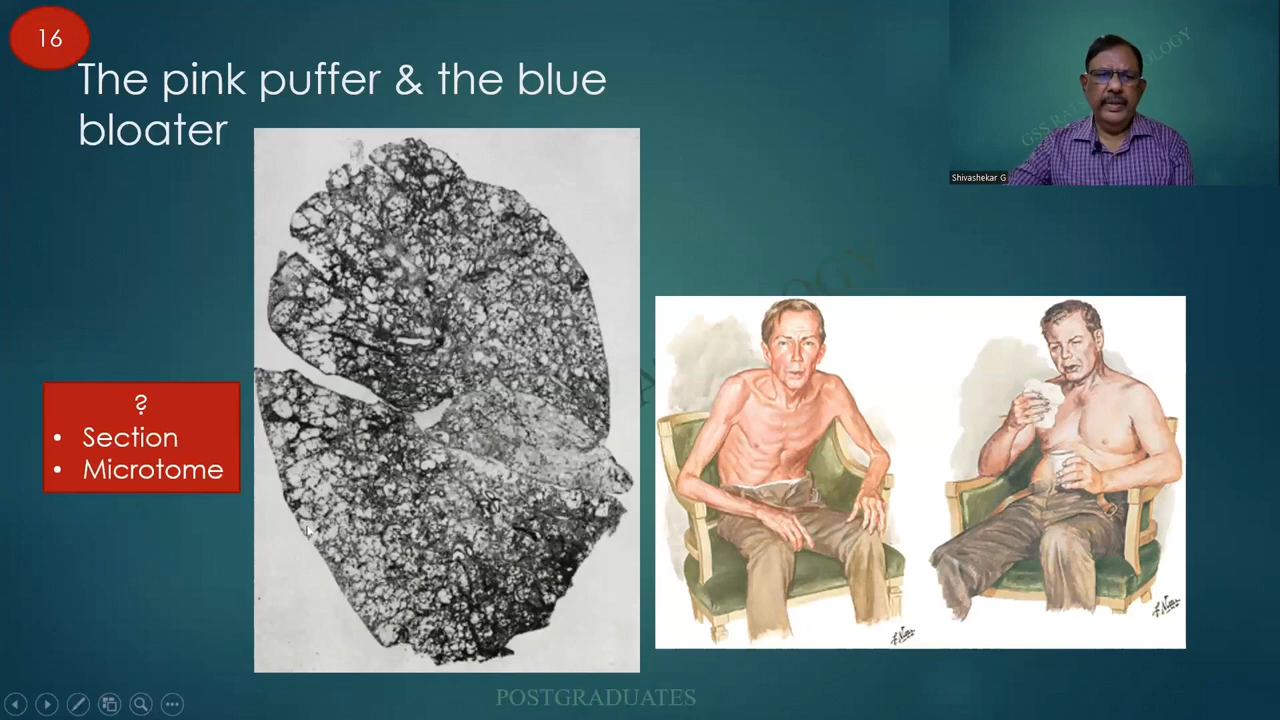 16
The pink puffer & the blue
bloater
?
• Section
• Microtome
Shivashekar G
POSTGRADUATES